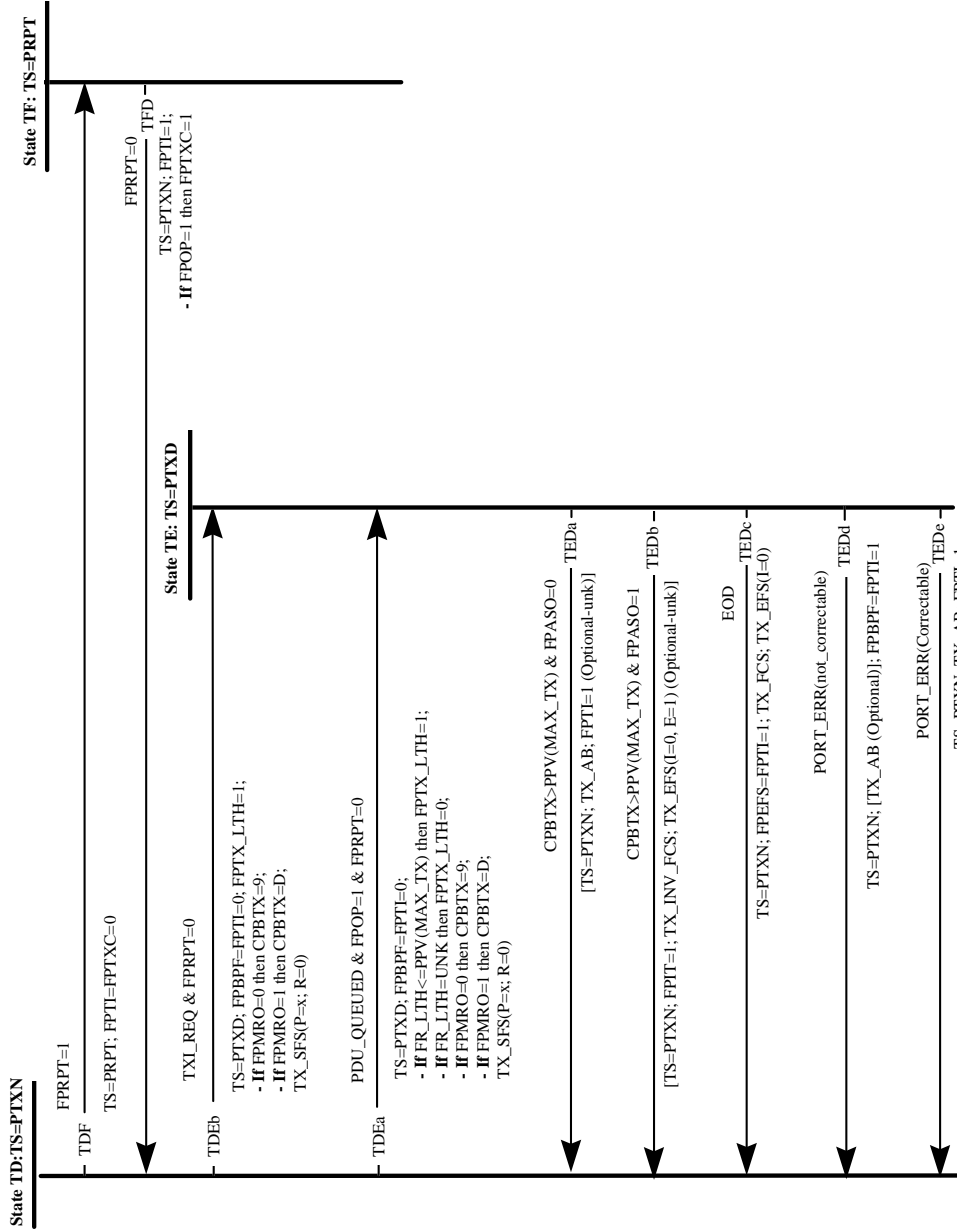 State TD:TS=PTXN
State TF: TS=PRPT
FPRPT=1
TDF
TS=PRPT; FPTI=FPTXC=0
FPRPT=0
TFD
TS=PTXN; FPTI=1;
- If FPOP=1 then FPTXC=1
State TE: TS=PTXD
TXI_REQ & FPRPT=0
TDEb
TS=PTXD; FPBPF=FPTI=0; FPTX_LTH=1;
- If FPMRO=0 then CPBTX=9;
- If FPMRO=1 then CPBTX=D;
TX_SFS(P=x; R=0)
PDU_QUEUED & FPOP=1 & FPRPT=0
TDEa
TS=PTXD; FPBPF=FPTI=0;
- If FR_LTH<=PPV(MAX_TX) then FPTX_LTH=1;
- If FR_LTH=UNK then FPTX_LTH=0;
- If FPMRO=0 then CPBTX=9;
- If FPMRO=1 then CPBTX=D;
TX_SFS(P=x; R=0)
CPBTX>PPV(MAX_TX) & FPASO=0
TEDa
[TS=PTXN; TX_AB; FPTI=1 (Optional-unk)]
CPBTX>PPV(MAX_TX) & FPASO=1
TEDb
[TS=PTXN; FPIT=1; TX_INV_FCS; TX_EFS(I=0, E=1) (Optional-unk)]
EOD
TEDc
TS=PTXN; FPEFS=FPTI=1; TX_FCS; TX_EFS(I=0)
PORT_ERR(not_correctable)
TEDd
TS=PTXN; [TX_AB (Optional)]; FPBPF=FPTI=1
PORT_ERR(Correctable)
TEDe